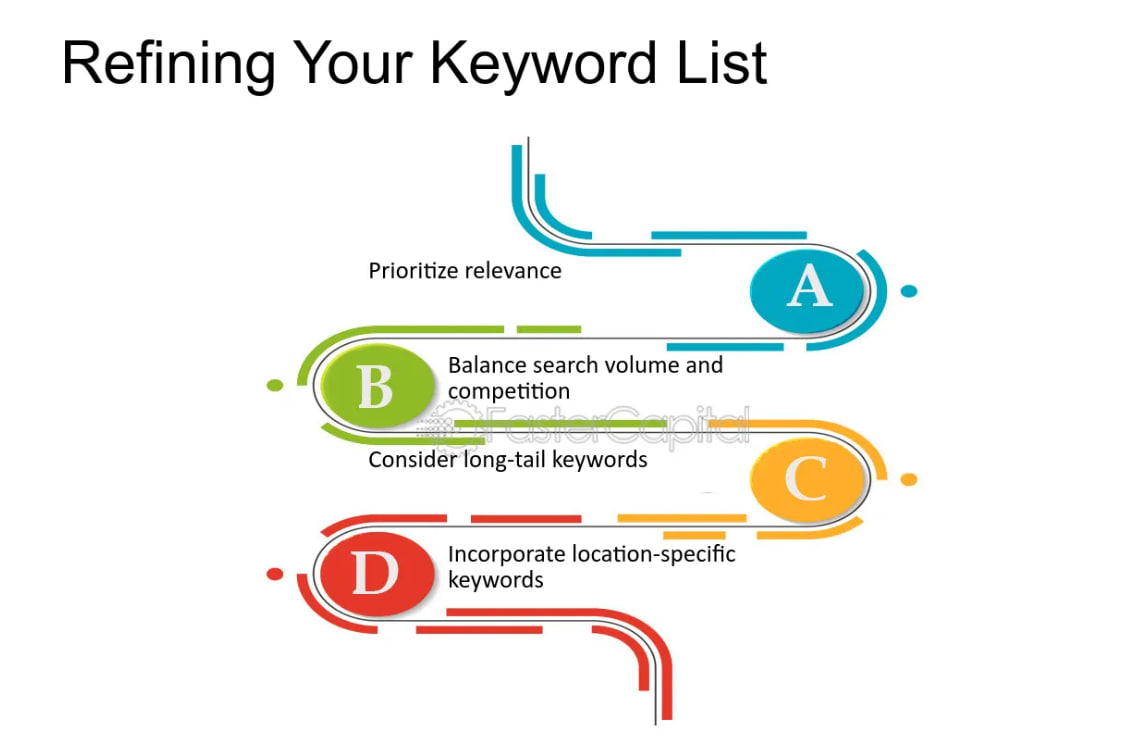 Refining Your Keyword List
Prioritize relevance
A
B
Balance search volume and
competition
FasterCapital
Consider long-tail keywords
C
D
Incorporate location-specific
keywords